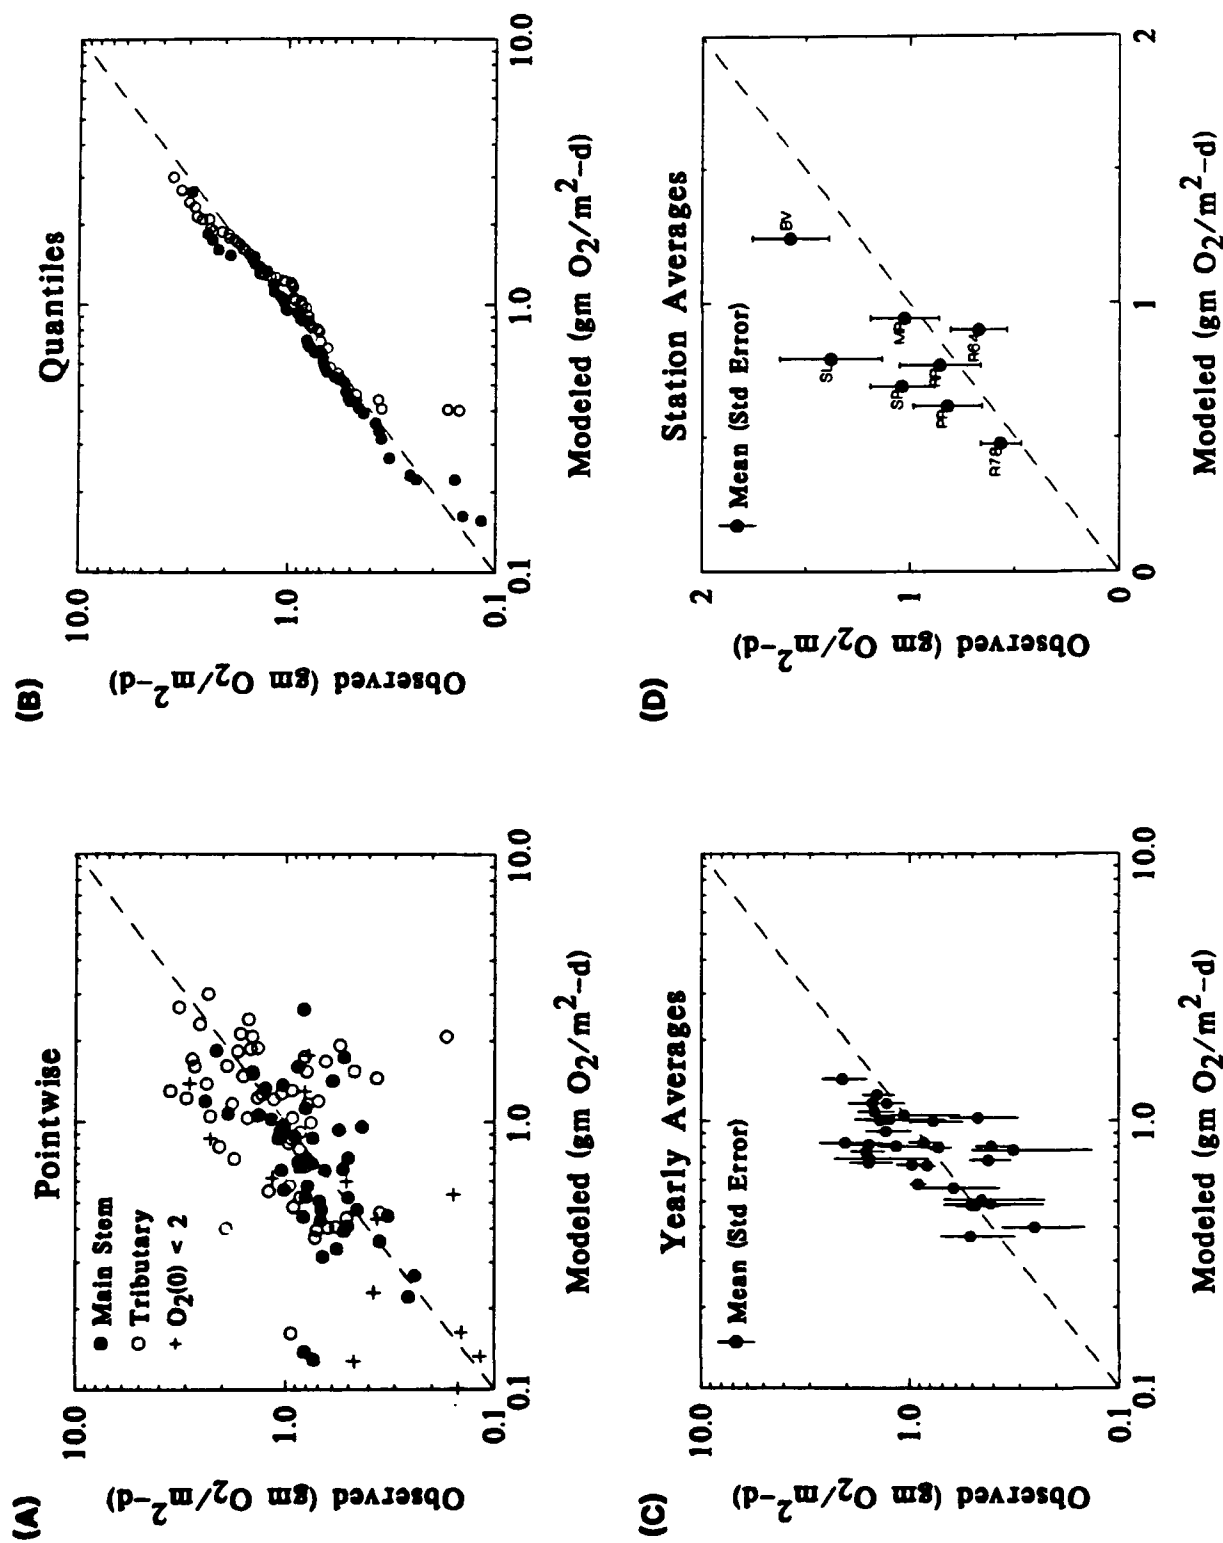 (A)
Pointwise
● Main Stem
○ Tributary
+ O₂(0) < 2
Observed (gm O₂/m²-d)
10.0
1.0
0.1
0.1
1.0
10.0
Modeled (gm O₂/m²-d)
(B)
Quantiles
Observed (gm O₂/m²-d)
10.0
1.0
0.1
0.1
1.0
10.0
Modeled (gm O₂/m²-d)
(C)
Yearly Averages
Mean (Std Error)
Observed (gm O₂/m²-d)
10.0
1.0
0.1
0.1
1.0
10.0
Modeled (gm O₂/m²-d)
(D)
Station Averages
Mean (Std Error)
Observed (gm O₂/m²-d)
2
1
0
0
1
2
BV
MP
R64
SL
SP
PP
R78
Modeled (gm O₂/m²-d)